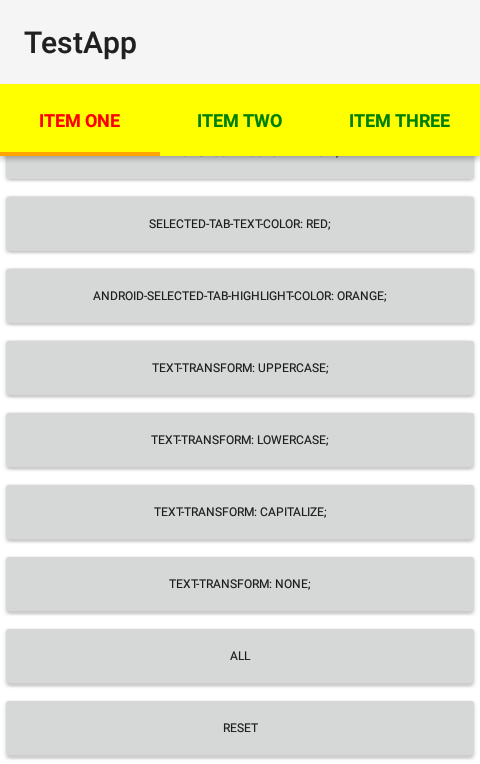 TestApp
ITEM ONE
ITEM TWO
ITEM THREE
SELECTED-TAB-TEXT-COLOR: RED;
ANDROID-SELECTED-TAB-HIGHLIGHT-COLOR: ORANGE;
TEXT-TRANSFORM: UPPERCASE;
TEXT-TRANSFORM: LOWERCASE;
TEXT-TRANSFORM: CAPITALIZE;
TEXT-TRANSFORM: NONE;
ALL
RESET